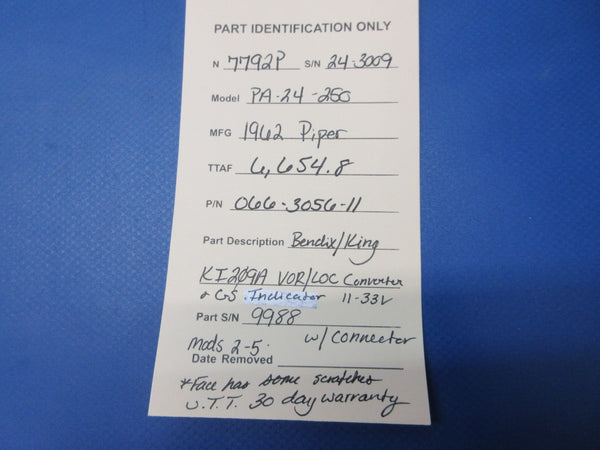 PART IDENTIFICATION ONLY
N 7792P S/N 24-3009
Model PA-24-250
MFG 1962 Piper
TTAF 6,654.8
P/N 066-3056-11
Part Description Bendix/King
KI209A VOR/LOC Converter
& GS Indicator 11-33V
Part S/N 9988
w/ connector
Mods 2-5
Date Removed
*Face has some scratches
U.T.T. 30 day warranty